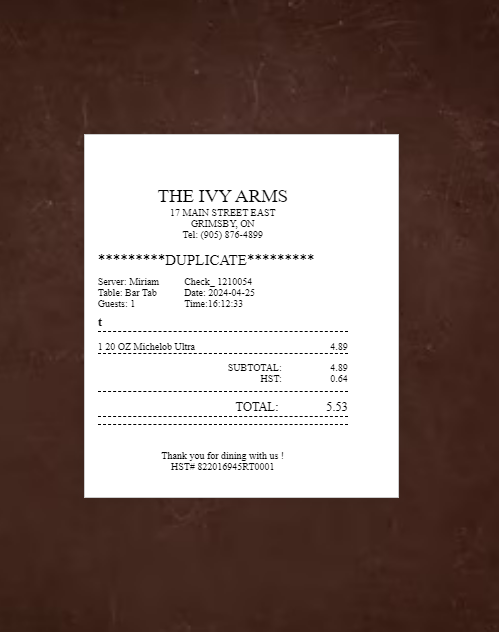 THE IVY ARMS
17 MAIN STREET EAST
GRIMSBY, ON
Tel: (905) 876-4899
*********DUPLICATE*********
Server: Miriam Check_ 1210054
Table: Bar Tab Date: 2024-04-25
Guests: 1 Time:16:12:33
t
1 20 OZ Michelob Ultra 4.89
SUBTOTAL: 4.89
HST: 0.64
TOTAL: 5.53
Thank you for dining with us !
HST# 822016945RT0001